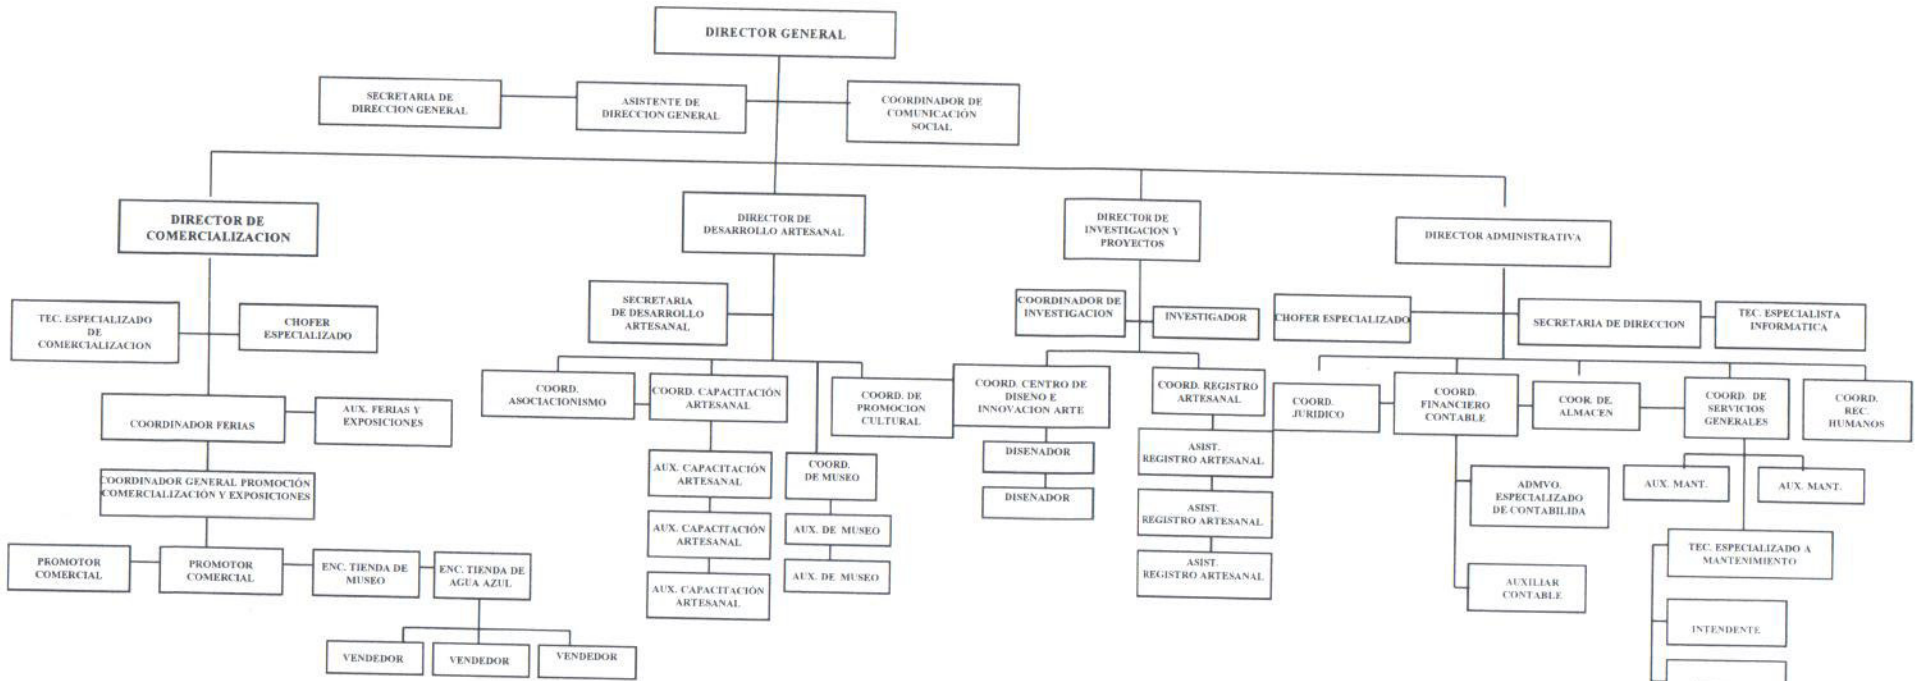 DIRECTOR GENERAL
SECRETARIA DE
DIRECCION GENERAL
ASISTENTE DE
DIRECCION GENERAL
COORDINADOR DE
COMUNICACIÓN
SOCIAL
DIRECTOR DE
COMERCIALIZACION
DIRECTOR DE
DESARROLLO ARTESANAL
DIRECTOR DE
INVESTIGACION Y
PROYECTOS
DIRECTOR ADMINISTRATIVA
TEC. ESPECIALIZADO
DE
COMERCIALIZACION
CHOFER
ESPECIALIZADO
SECRETARIA
DE DESARROLLO
ARTESANAL
COORDINADOR DE
INVESTIGACION
INVESTIGADOR
CHOFER ESPECIALIZADO
SECRETARIA DE DIRECCION
TEC. ESPECIALISTA
INFORMATICA
COORD.
ASOCIACIONISMO
COORD. CAPACITACIÓN
ARTESANAL
COORD. DE
PROMOCION
CULTURAL
COORD. CENTRO DE
DISENO E
INNOVACION ARTE
COORD. REGISTRO
ARTESANAL
COORD.
JURIDICO
COORD.
FINANCIERO
CONTABLE
COOR. DE.
ALMACEN
COORD. DE
SERVICIOS
GENERALES
COORD.
REC.
HUMANOS
COORDINADOR FERIAS
AUX. FERIAS Y
EXPOSICIONES
AUX. CAPACITACIÓN
ARTESANAL
COORD.
DE MUSEO
DISENADOR
ASIST.
REGISTRO ARTESANAL
COORDINADOR GENERAL PROMOCIÓN
COMERCIALIZACIÓN Y EXPOSICIONES
DISENADOR
ADMVO.
ESPECIALIZADO
DE CONTABILIDA
AUX. MANT.
AUX. MANT.
AUX. CAPACITACIÓN
ARTESANAL
AUX. DE MUSEO
ASIST.
REGISTRO ARTESANAL
PROMOTOR
COMERCIAL
PROMOTOR
COMERCIAL
ENC. TIENDA DE
MUSEO
ENC. TIENDA DE
AGUA AZUL
AUX. CAPACITACIÓN
ARTESANAL
AUX. DE MUSEO
ASIST.
REGISTRO ARTESANAL
AUXILIAR
CONTABLE
TEC. ESPECIALIZADO A
MANTENIMIENTO
INTENDENTE
VENDEDOR
VENDEDOR
VENDEDOR